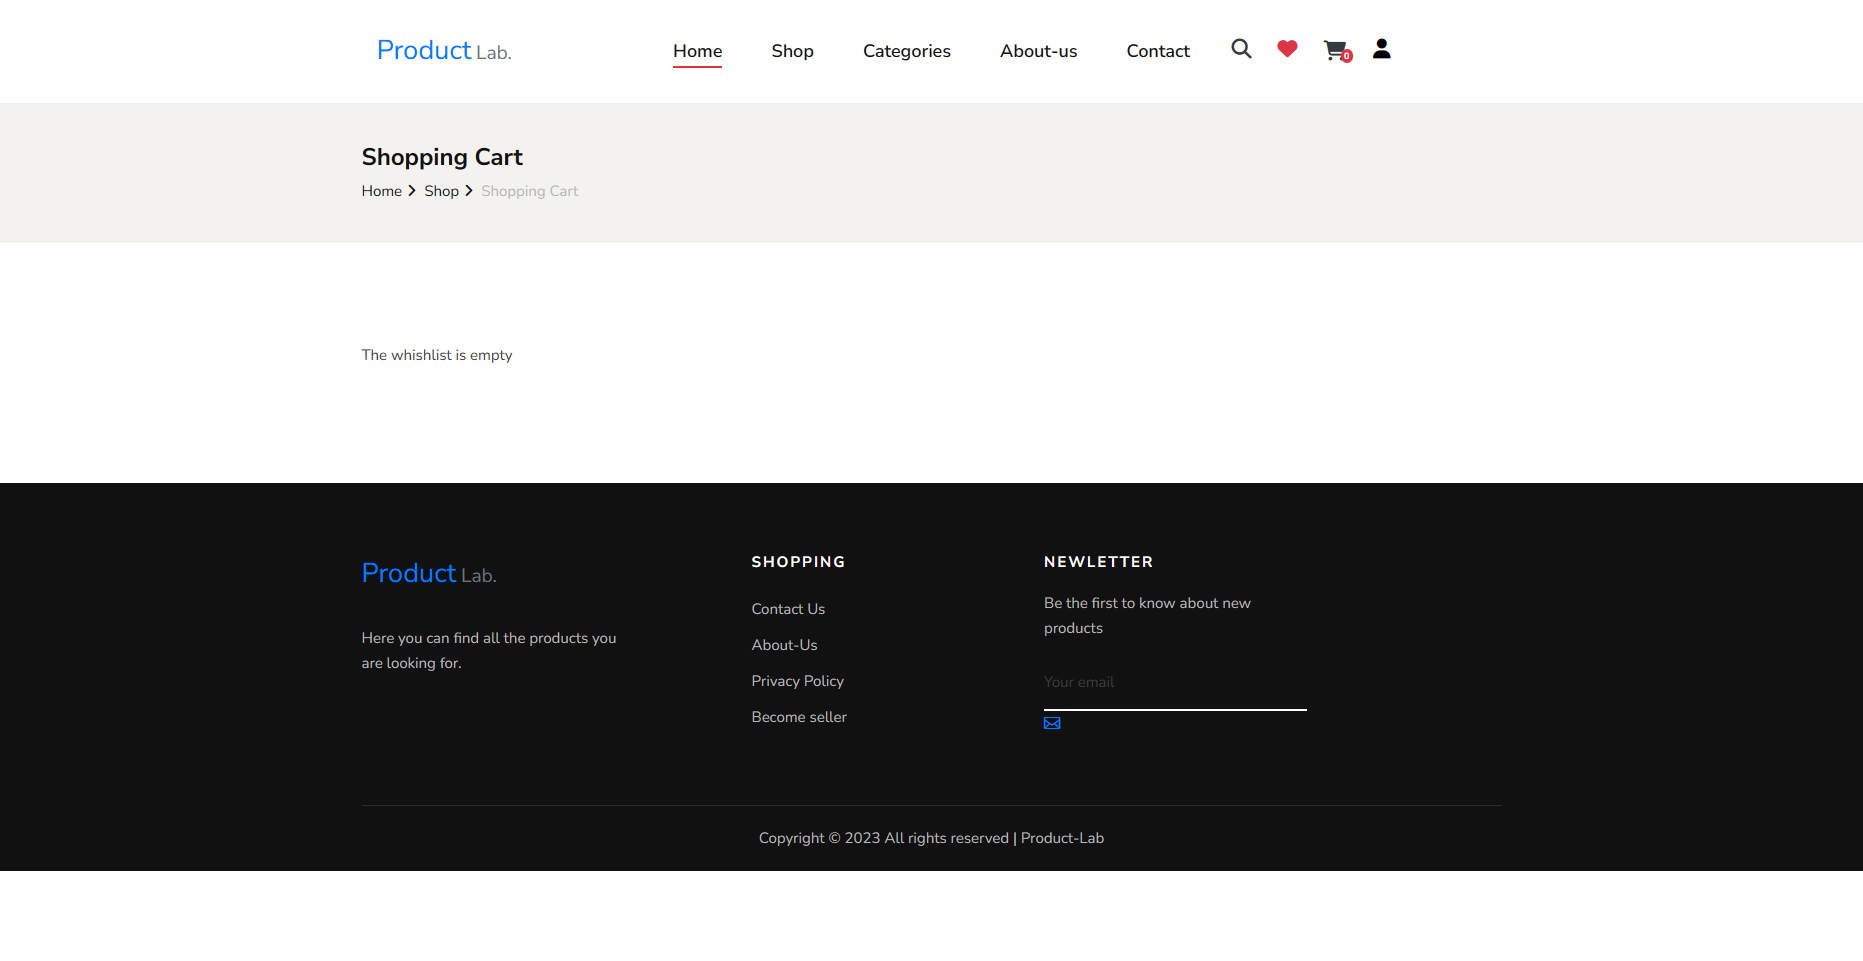 Product Lab.
Home Shop Categories About-us Contact
0
Shopping Cart
Home Shop Shopping Cart
The whishlist is empty
Product Lab.
Here you can find all the products you
are looking for.
SHOPPING
Contact Us
About-Us
Privacy Policy
Become seller
NEWLETTER
Be the first to know about new
products
Your email
Copyright © 2023 All rights reserved | Product-Lab